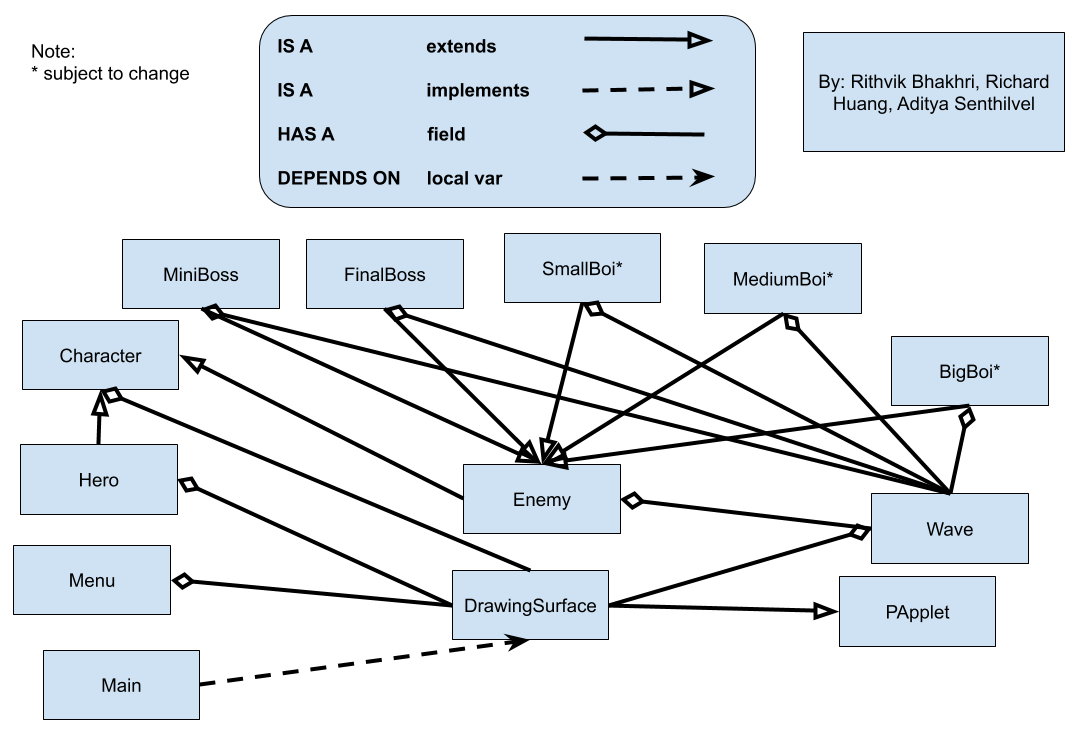 Note:
* subject to change
IS A extends
IS A implements
HAS A field
DEPENDS ON local var
By: Rithvik Bhakhri, Richard
Huang, Aditya Senthilvel
MiniBoss
FinalBoss
SmallBoi*
MediumBoi*
Character
BigBoi*
Hero
Enemy
Wave
Menu
DrawingSurface
PApplet
Main